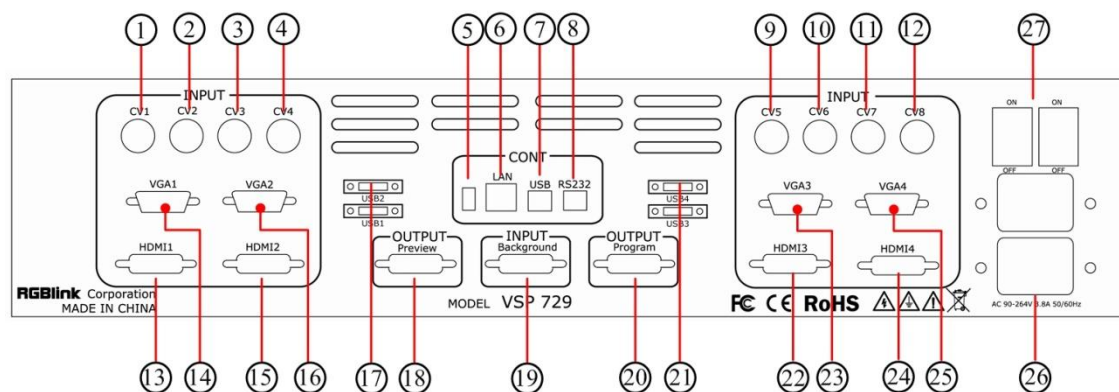 1 2 3 4 5 6 7 8 9 10 11 12 27
INPUT
CV1 CV2 CV3 CV4
VGA1 VGA2
HDMI1 HDMI2
USB2
USB1
CONT
LAN USB RS232
OUTPUT
Preview
INPUT
Background
OUTPUT
Program
USB4
USB3
INPUT
CV5 CV6 CV7 CV8
VGA3 VGA4
HDMI3 HDMI4
ON ON
OFF OFF
RGBlink Corporation
MADE IN CHINA
MODEL VSP 729
FC CE RoHS
AC 90-264V 3.8A 50/60Hz
13 14 15 16 17 18 19 20 21 22 23 24 25 26